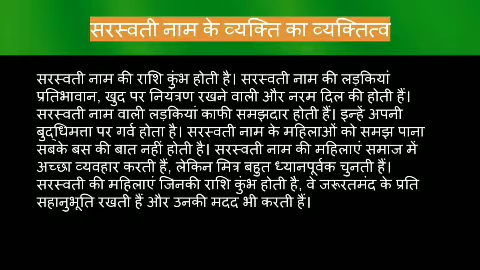 सरस्वती नाम के व्यक्ति का व्यक्तित्व
सरस्वती नाम की राशि कुंभ होती है। सरस्वती नाम की लड़कियां
प्रतिभावान, खुद पर नियंत्रण रखने वाली और नरम दिल की होती हैं।
सरस्वती नाम वाली लड़कियां काफी समझदार होती हैं। इन्हें अपनी
बुद्धिमता पर गर्व होता है। सरस्वती नाम के महिलाओं को समझ पाना
सबके बस की बात नहीं होती है। सरस्वती नाम की महिलाएं समाज में
अच्छा व्यवहार करती हैं, लेकिन मित्र बहुत ध्यानपूर्वक चुनती हैं।
सरस्वती की महिलाएं जिनकी राशि कुंभ होती है, वे जरूरतमंद के प्रति
सहानुभूति रखती हैं और उनकी मदद भी करती हैं।